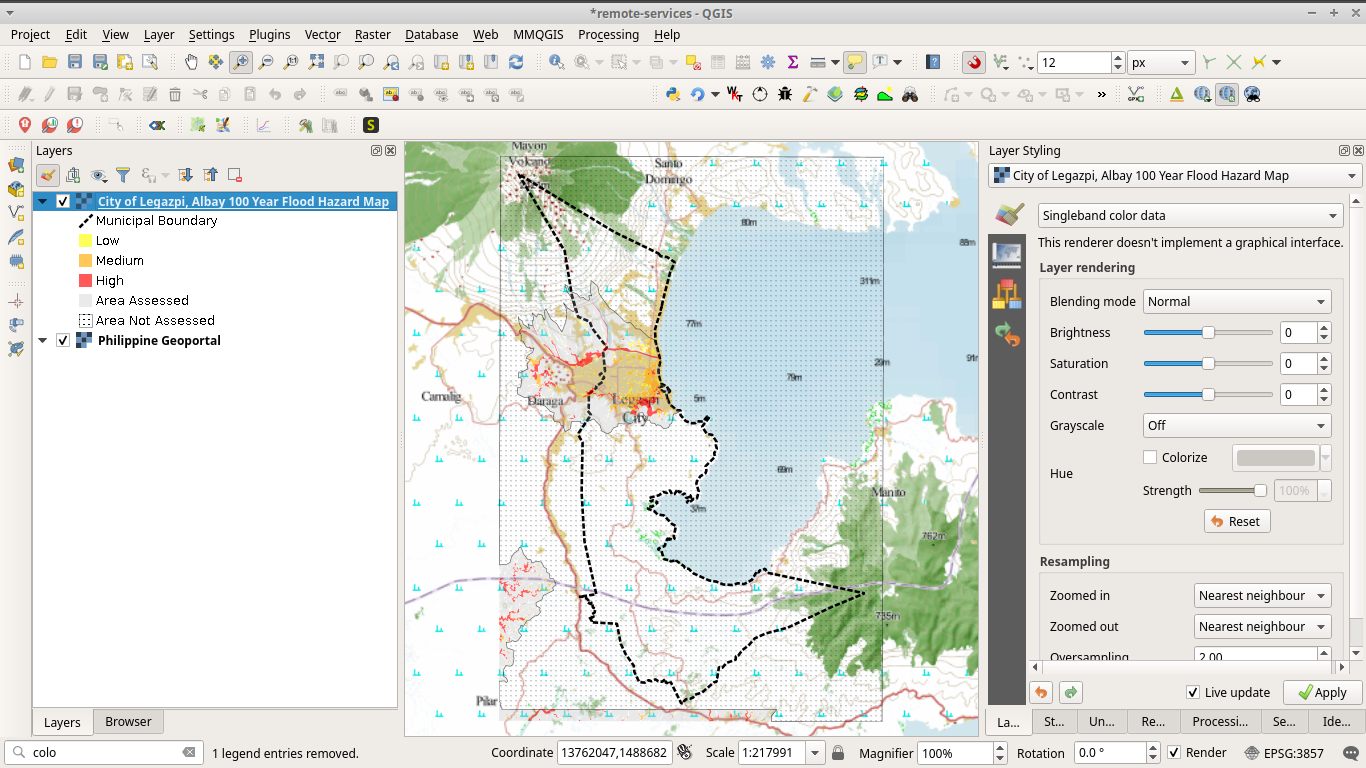 *remote-services - QGIS
Project Edit View Layer Settings Plugins Vector Raster Database Web MMQGIS Processing Help
12 px
Layers
City of Legazpi, Albay 100 Year Flood Hazard Map
Municipal Boundary
Low
Medium
High
Area Assessed
Area Not Assessed
Philippine Geoportal
Layers Browser
Mayon
Volcano
Santo
Domingo
80m
88m
311m
77m
29m
91m
79m
Camalig
Daraga
Legazpi
City
5m
69m
Manito
37m
762m
735m
Pilar
Layer Styling
City of Legazpi, Albay 100 Year Flood Hazard Map
Singleband color data
This renderer doesn't implement a graphical interface.
Layer rendering
Blending mode Normal
Brightness 0
Saturation 0
Contrast 0
Grayscale Off
Hue Colorize
Strength 100%
Reset
Resampling
Zoomed in Nearest neighbour
Zoomed out Nearest neighbour
Oversampling 2.00
Live update Apply
La... St... Un... Re... Processi... Se... Ide...
colo 1 legend entries removed. Coordinate 13762047,1488682 Scale 1:217991 Magnifier 100% Rotation 0.0 ° Render EPSG:3857